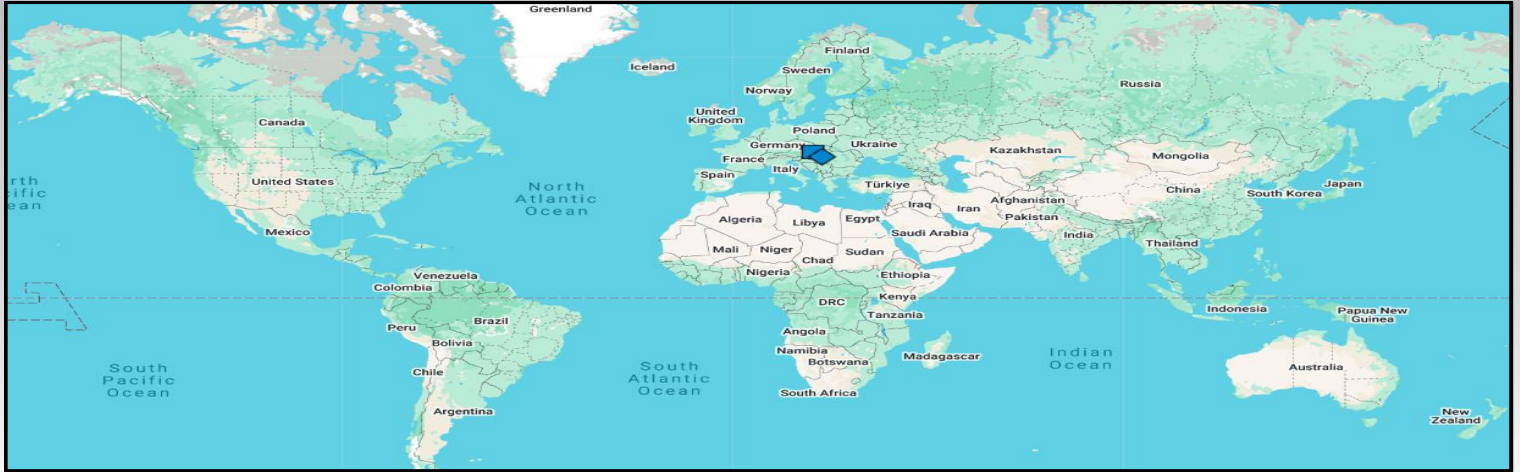 Greenland
Iceland
Finland
Sweden
Norway
Russia
Canada
United
Kingdom
Poland
Germany
Ukraine
France
Kazakhstan
Mongolia
Italy
Spain
United States
Türkiye
China
Japan
South Korea
North
Atlantic
Ocean
rth
cific
ean
Afghanistan
Iraq
Iran
Pakistan
Mexico
Algeria
Libya
Egypt
Saudi Arabia
India
Thailand
Mali
Niger
Chad
Sudan
Nigeria
Ethiopia
Venezuela
Colombia
Kenya
DRC
Tanzania
Indonesia
Papua New
Guinea
Peru
Brazil
Bolivia
Angola
Namibia
Botswana
Madagascar
South
Pacific
Ocean
Chile
South
Atlantic
Ocean
Indian
Ocean
Australia
South Africa
Argentina
New
Zealand